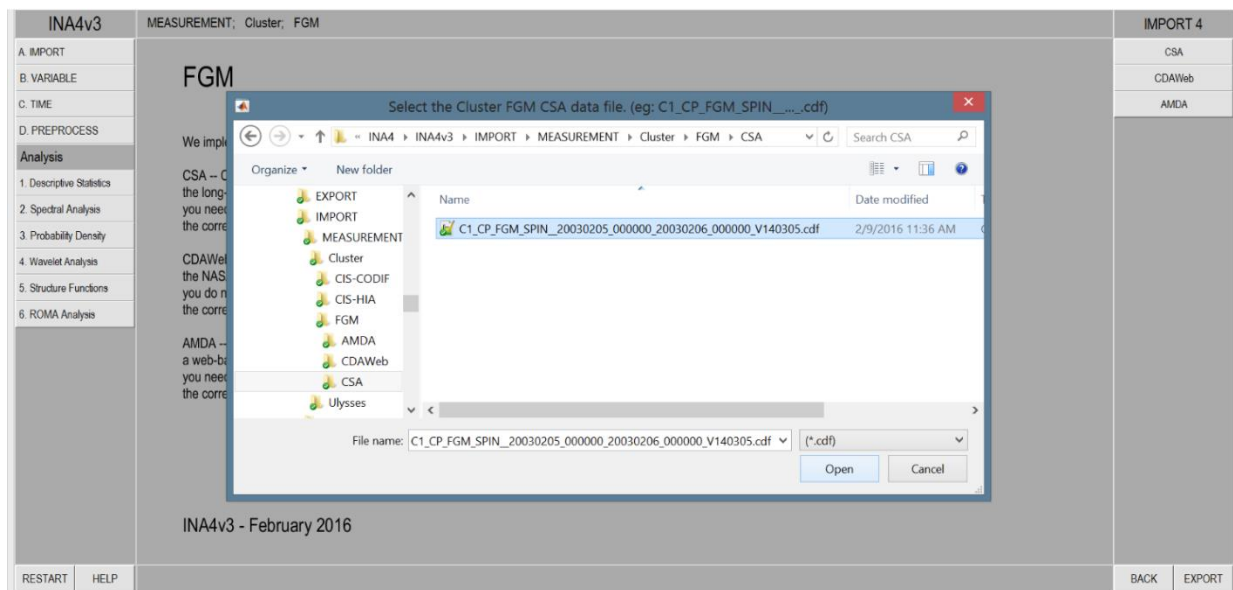 INA4v3
MEASUREMENT; Cluster; FGM
IMPORT 4
A. IMPORT
B. VARIABLE
C. TIME
D. PREPROCESS
Analysis
1. Descriptive Statistics
2. Spectral Analysis
3. Probability Density
4. Wavelet Analysis
5. Structure Functions
6. ROMA Analysis
RESTART HELP
FGM
We imple
CSA -- C
the long-
you need
the corre
CDAWeb
the NAS
you do n
the corre
AMDA --
a web-ba
you need
the corre
INA4v3 - February 2016
Select the Cluster FGM CSA data file. (eg: C1_CP_FGM_SPIN__..._.cdf)
« INA4 INA4v3 IMPORT MEASUREMENT Cluster FGM CSA
Search CSA
Organize New folder
EXPORT
IMPORT
MEASUREMENT
Cluster
CIS-CODIF
CIS-HIA
FGM
AMDA
CDAWeb
CSA
Ulysses
Name Date modified
C1_CP_FGM_SPIN__20030205_000000_20030206_000000_V140305.cdf 2/9/2016 11:36 AM
File name: C1_CP_FGM_SPIN__20030205_000000_20030206_000000_V140305.cdf (*.cdf)
Open Cancel
CSA
CDAWeb
AMDA
BACK EXPORT